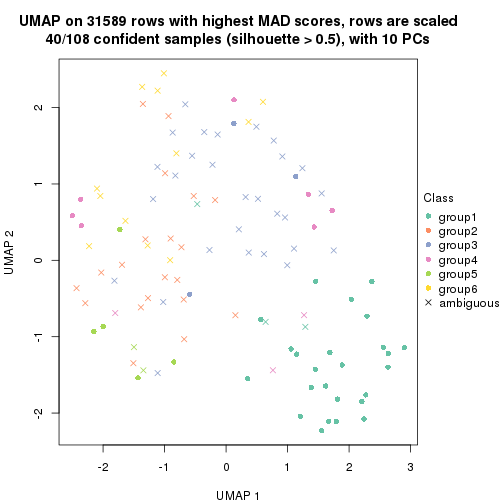 UMAP on 31589 rows with highest MAD scores, rows are scaled
40/108 confident samples (silhouette > 0.5), with 10 PCs
2
1
0
-1
-2
UMAP 2
-2
-1
0
1
2
3
UMAP 1
Class
group1
group2
group3
group4
group5
group6
ambiguous